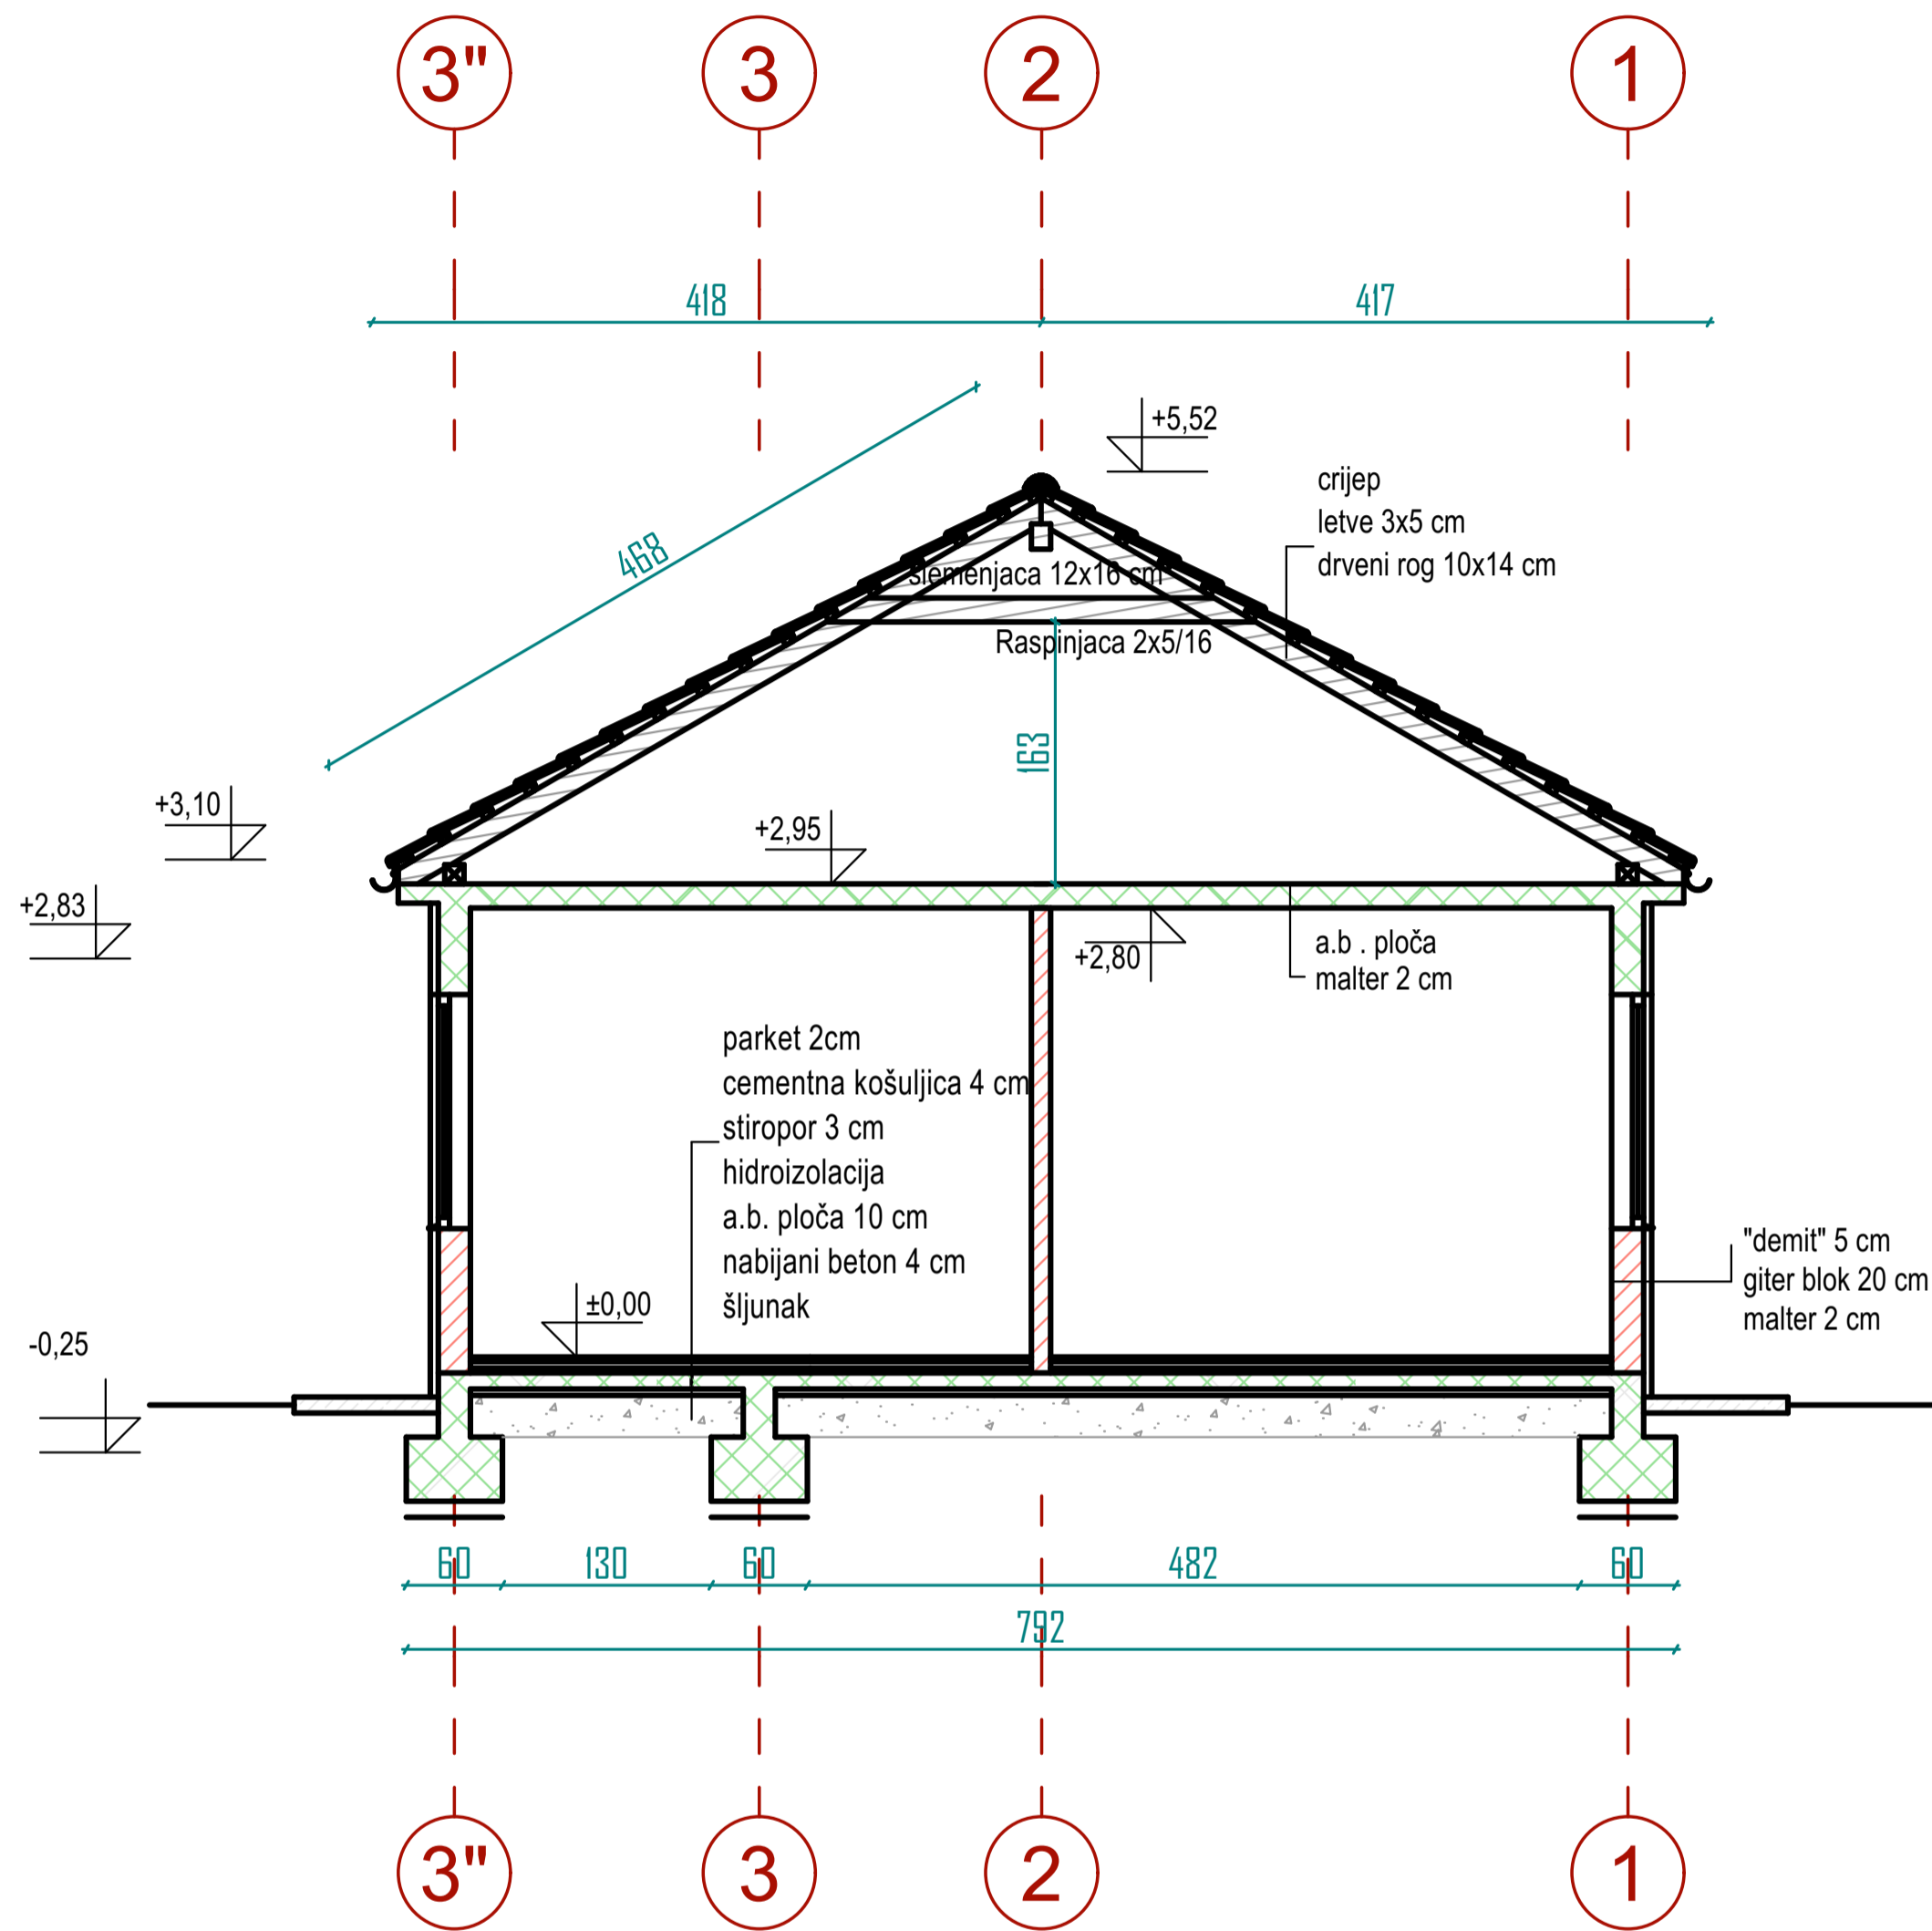 3" 3 2 1
418 417
+5,52
468
crijep
letve 3x5 cm
drveni rog 10x14 cm
slemenjaca 12x16 cm
Raspinjaca 2x5/16
163
+3,10
+2,95
+2,83
+2,80
a.b . ploča
malter 2 cm
parket 2cm
cementna košuljica 4 cm
stiropor 3 cm
hidroizolacija
a.b. ploča 10 cm
nabijani beton 4 cm
šljunak
"demit" 5 cm
giter blok 20 cm
malter 2 cm
±0,00
-0,25
60 130 60 482 60
792
3" 3 2 1